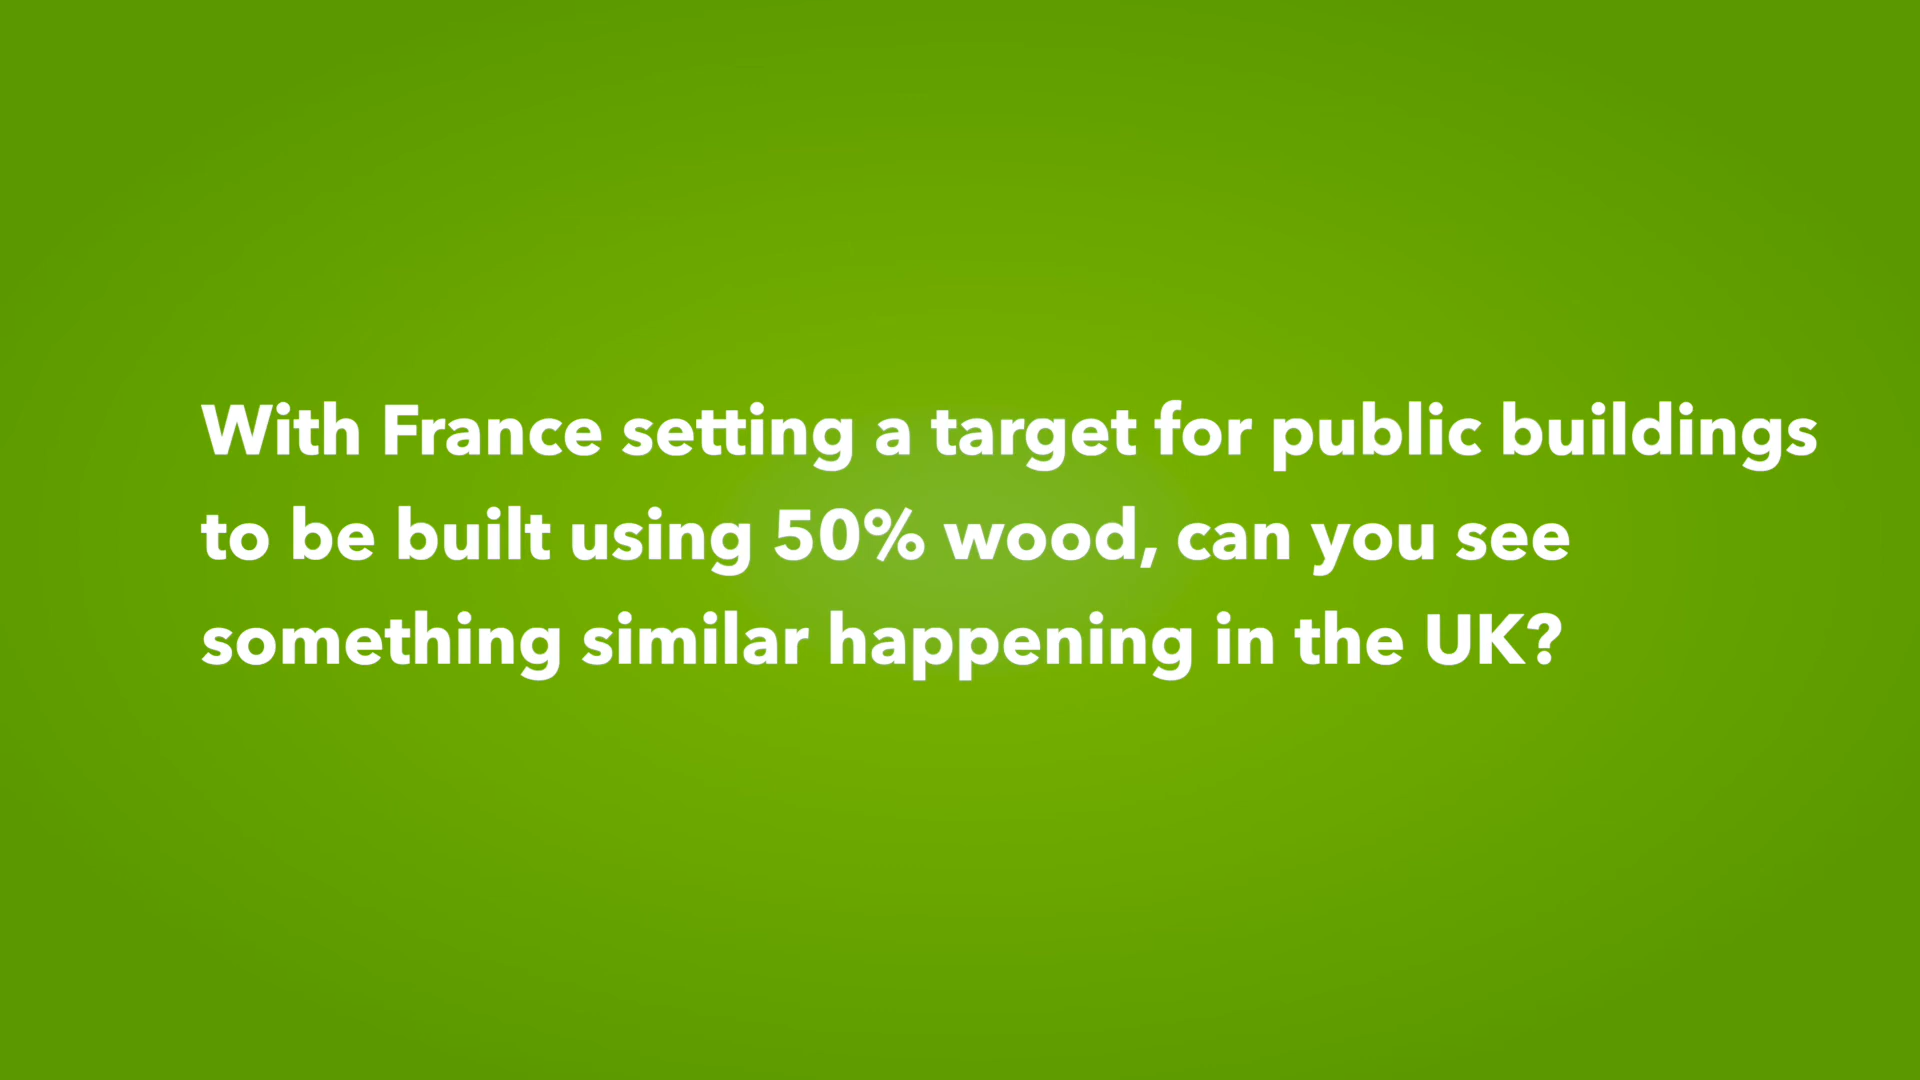 With France setting a target for public buildings
to be built using 50% wood, can you see
something similar happening in the UK?